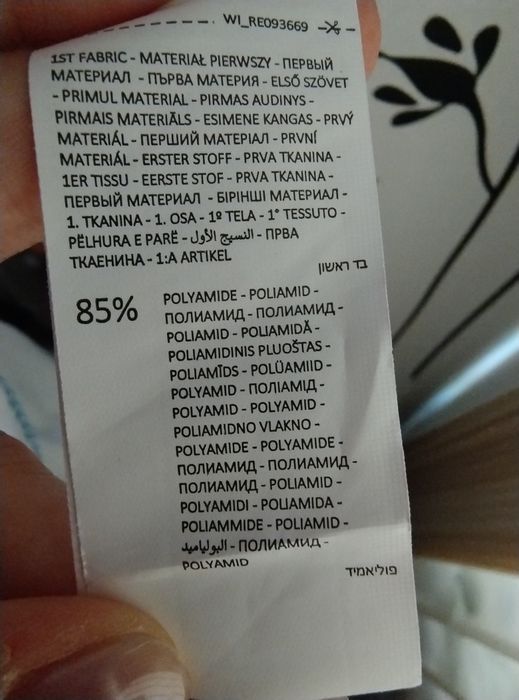 WI_RE093669
1ST FABRIC - MATERIAŁ PIERWSZY - ПЕРВЫЙ
МАТЕРИАЛ - ПЪРВА МАТЕРИЯ - ELSŐ SZÖVET
- PRIMUL MATERIAL - PIRMAS AUDINYS -
PIRMAIS MATERIĀLS - ESIMENE KANGAS - PRVÝ
MATERIÁL - ПЕРШИЙ МАТЕРІАЛ - PRVNÍ
MATERIÁL - ERSTER STOFF - PRVA TKANINA -
1ER TISSU - EERSTE STOF - PRVA TKANINA -
ПЕРВЫЙ МАТЕРИАЛ - БІРІНШІ МАТЕРИАЛ -
1. TKANINA - 1. OSA - 1º TELA - 1° TESSUTO -
PËLHURA E PARË - النسيج الأول - ПРВА
ТКАЕНИНА - 1:A ARTIKEL
בד ראשון
85%
POLYAMIDE - POLIAMID -
ПОЛИАМИД - ПОЛИАМИД -
POLIAMID - POLIAMIDĂ -
POLIAMIDINIS PLUOŠTAS -
POLIAMĪDS - POLÜAMIID -
POLYAMID - ПОЛІАМІД -
POLYAMID - POLYAMID -
POLIAMIDNO VLAKNO -
POLYAMIDE - POLYAMIDE -
ПОЛИАМИД - ПОЛИАМИД -
ПОЛИАМИД - POLIAMID -
POLYAMIDI - POLIAMIDA -
POLIAMMIDE - POLIAMID -
البولياميد - ПОЛИАМИД -
POLYAMID
פוליאמיד